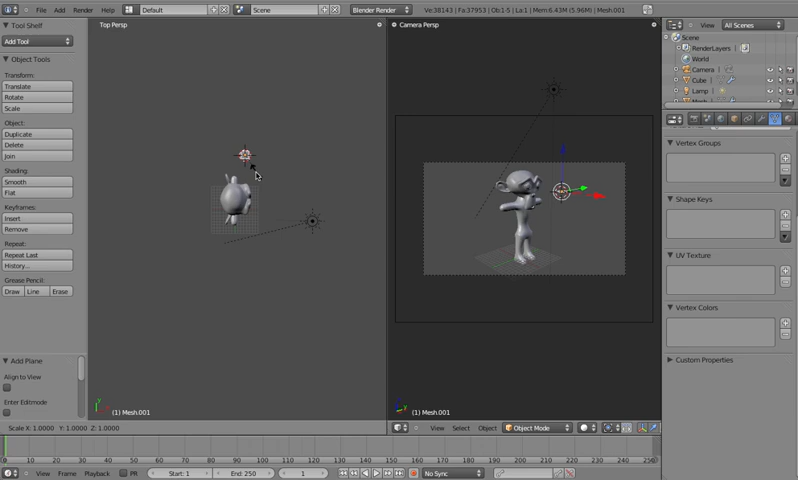 Default
Scene
Blender Render
Ve:38143 | Fa:37953 | Ob:1-5 | La:1 | Mem:6.43M (5.96M) | Mesh.001
File Add Render Help
Tool Shelf
Add Tool
Object Tools
Transform:
Translate
Rotate
Scale
Object:
Duplicate
Delete
Join
Shading:
Smooth
Flat
Keyframes:
Insert
Remove
Repeat:
Repeat Last
History...
Grease Pencil:
Draw Line Erase
Add Plane
Align to View
Enter Editmode
Top Persp
(1) Mesh.001
Camera Persp
(1) Mesh.001
View All Scenes
Scene
RenderLayers
World
Camera
Cube
Lamp
Vertex Groups
Shape Keys
UV Texture
Vertex Colors
Custom Properties
Scale X: 1.0000 Y: 1.0000 Z: 1.0000
View Select Object Object Mode
0 10 20 30 40 50 60 70 80 90 100 110 120 130 140 150 160 170 180 190 200 210 220 230 240 250
View Frame Playback PR Start: 1 End: 250 1 No Sync